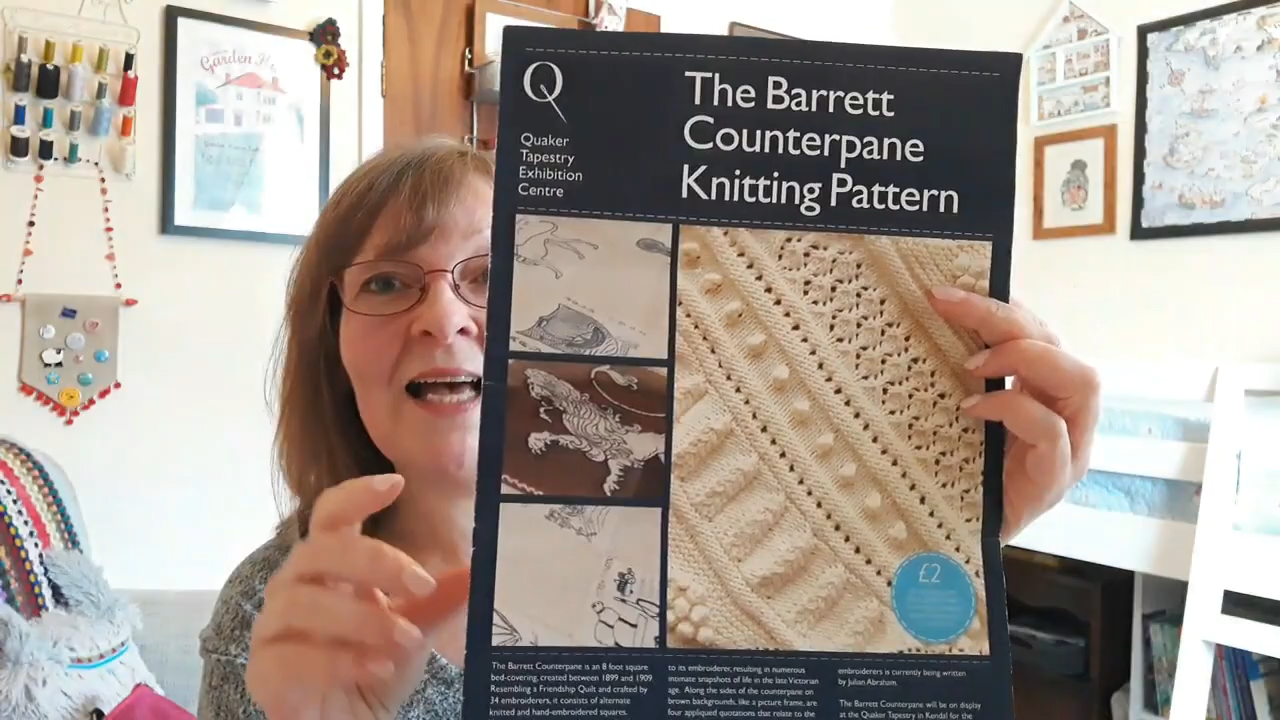 Garden
Q
Quaker
Tapestry
Exhibition
Centre
The Barrett
Counterpane
Knitting Pattern
£2
The Barrett Counterpane is an 8 foot square
bed-covering, created between 1899 and 1909.
Resembling a Friendship Quilt and crafted by
34 embroiderers, it consists of alternate
knitted and hand-embroidered squares.
to its embroiderer, resulting in numerous
intimate snapshots of life in the late Victorian
age. Along the sides of the counterpane on
brown backgrounds, like a picture frame, are
four appliqued quotations that relate to the
embroiderers is currently being written
by Julian Abraham.
The Barrett Counterpane will be on display
at the Quaker Tapestry in Kendal for the